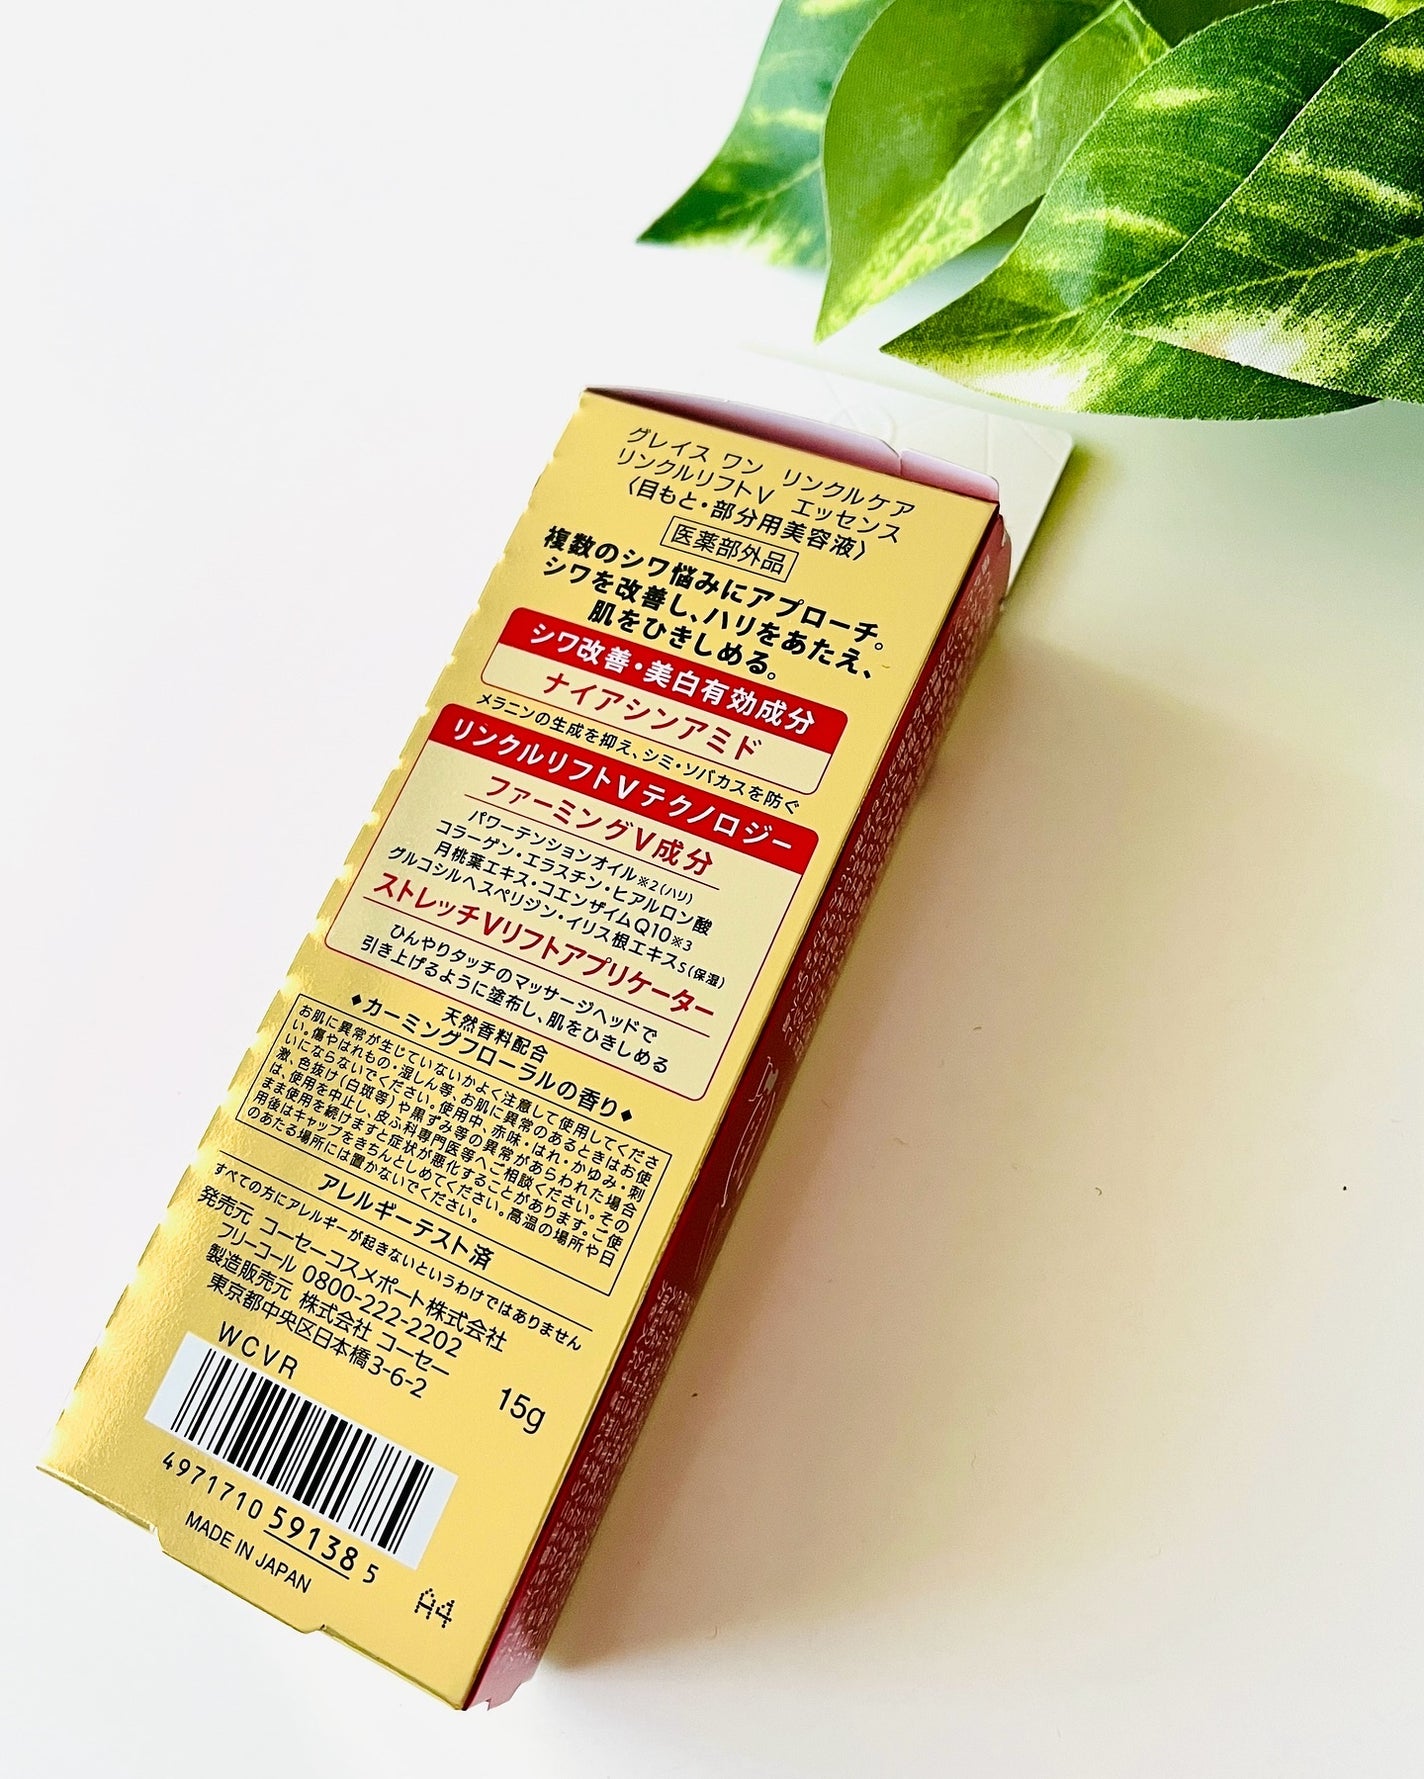 グレイス ワン リンクルケア
リンクルリフトV エッセンス
〈目もと・部分用美容液〉
医薬部外品
複数のシワ悩みにアプローチ。
シワを改善し、ハリをあたえ、
肌をひきしめる。
シワ改善・美白有効成分
ナイアシンアミド
メラニンの生成を抑え、シミ・ソバカスを防ぐ
リンクルリフトVテクノロジー
ファーミングV成分
パワーテンションオイル※2(ハリ)
コラーゲン・エラスチン・ヒアルロン酸
月桃葉エキス・コエンザイムQ10※3
グルコシルヘスペリジン・イリス根エキスS(保湿)
ストレッチVリフトアプリケーター
ひんやりタッチのマッサージヘッドで
引き上げるように塗布し、肌をひきしめる
天然香料配合
◆カーミングフローラルの香り◆
お肌に異常が生じていないかよく注意して使用してくださ
い。傷やはれもの・湿しん等、お肌に異常のあるときはお使
いにならないでください。使用中、赤味・はれ・かゆみ・刺
激、色抜け(白斑等)や黒ずみ等の異常があらわれた場合
は、使用を中止し、皮ふ科専門医等へご相談ください。その
まま使用を続けますと症状が悪化することがあります。ご使
用後はキャップをきちんとしめてください。高温の場所や日
のあたる場所には置かないでください。
アレルギーテスト済
すべての方にアレルギーが起きないというわけではありません
発売元 コーセーコスメポート株式会社
フリーコール 0800-222-2202
製造販売元 株式会社 コーセー
東京都中央区日本橋3-6-2
WCVR
15g
4971710 59138 5
MADE IN JAPAN
A4